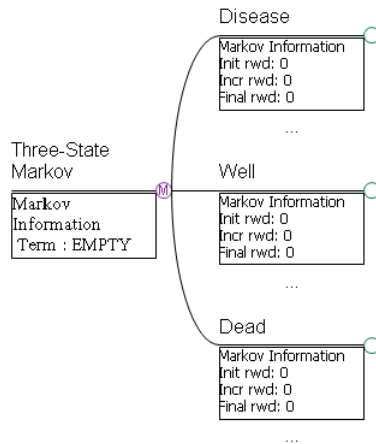 Disease
Markov Information
Init rwd: 0
Incr rwd: 0
Final rwd: 0
...
Three-State
Markov
M
Markov
Information
Term : EMPTY
Well
Markov Information
Init rwd: 0
Incr rwd: 0
Final rwd: 0
...
Dead
Markov Information
Init rwd: 0
Incr rwd: 0
Final rwd: 0
...